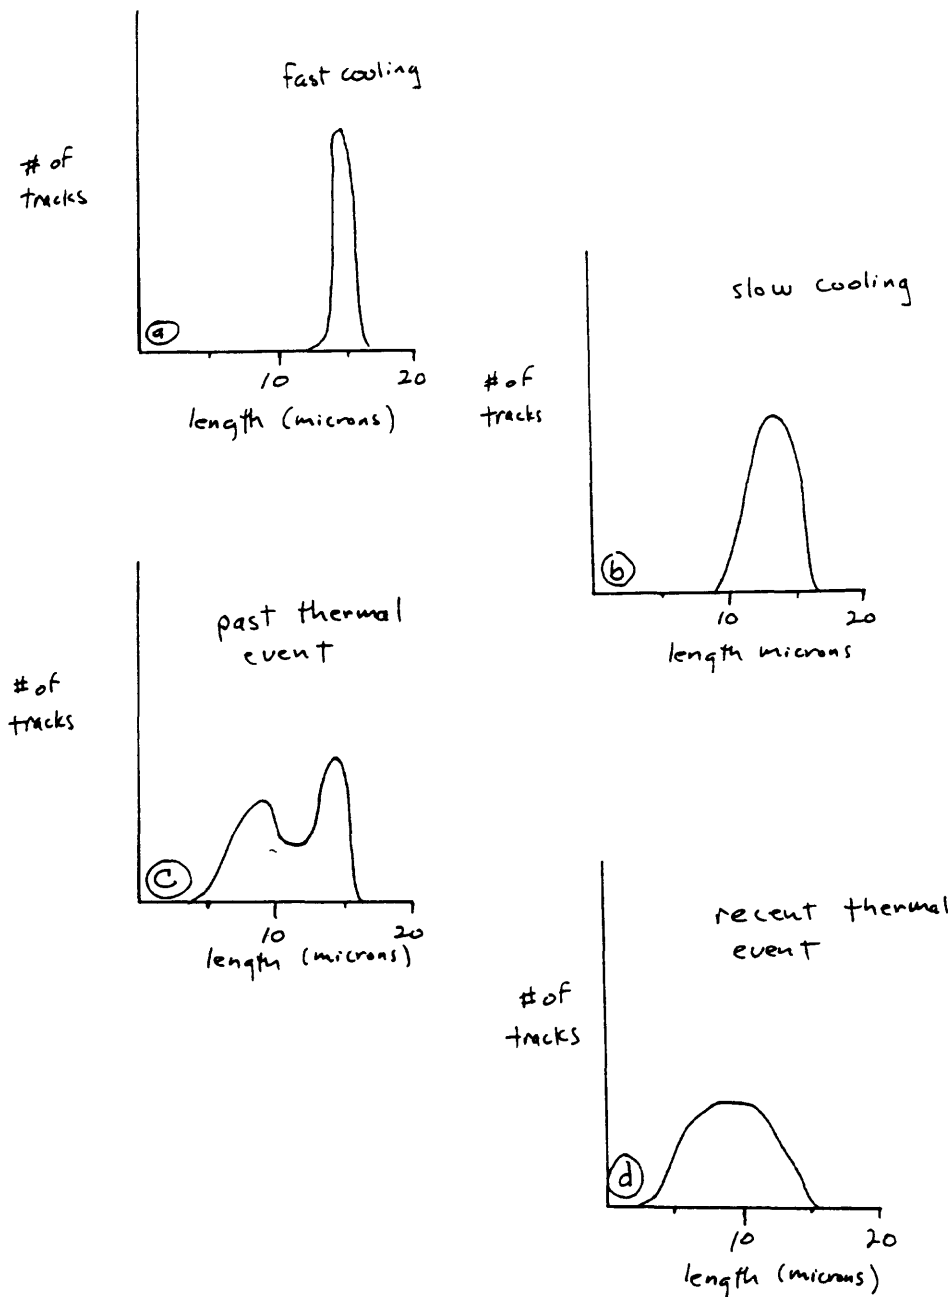 fast cooling
# of
tracks
a
10
20
length (microns)
slow cooling
# of
tracks
b
10
20
length microns
past thermal
event
# of
tracks
c
10
20
length (microns)
recent thermal
event
# of
tracks
d
10
20
length (microns)